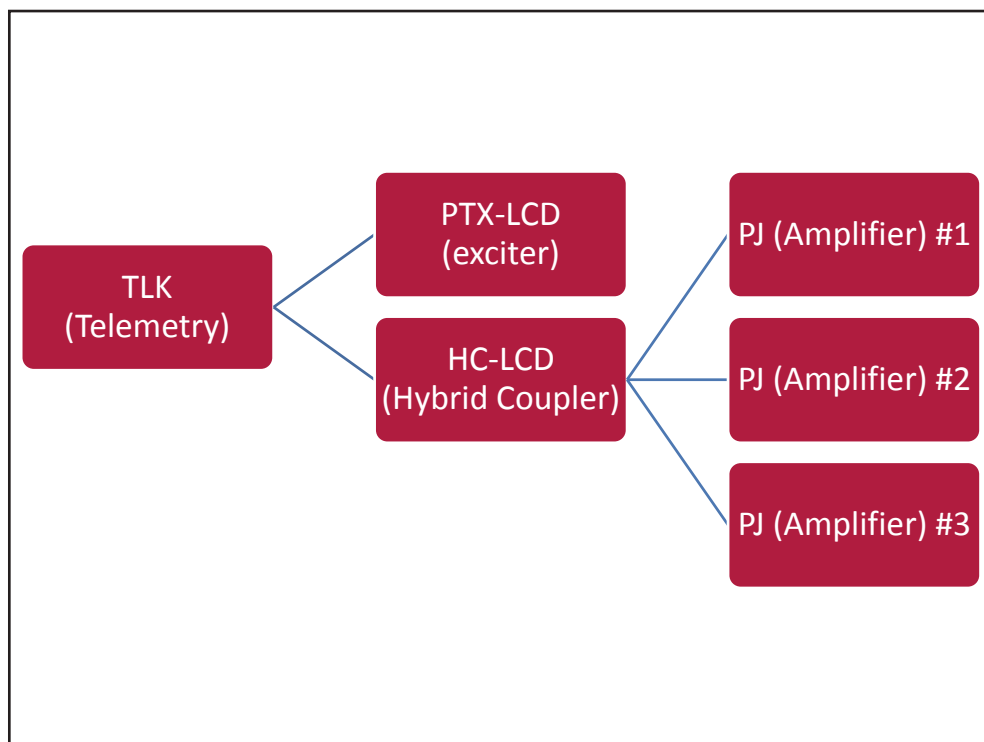 TLK
(Telemetry)
PTX-LCD
(exciter)
HC-LCD
(Hybrid Coupler)
PJ (Amplifier) #1
PJ (Amplifier) #2
PJ (Amplifier) #3